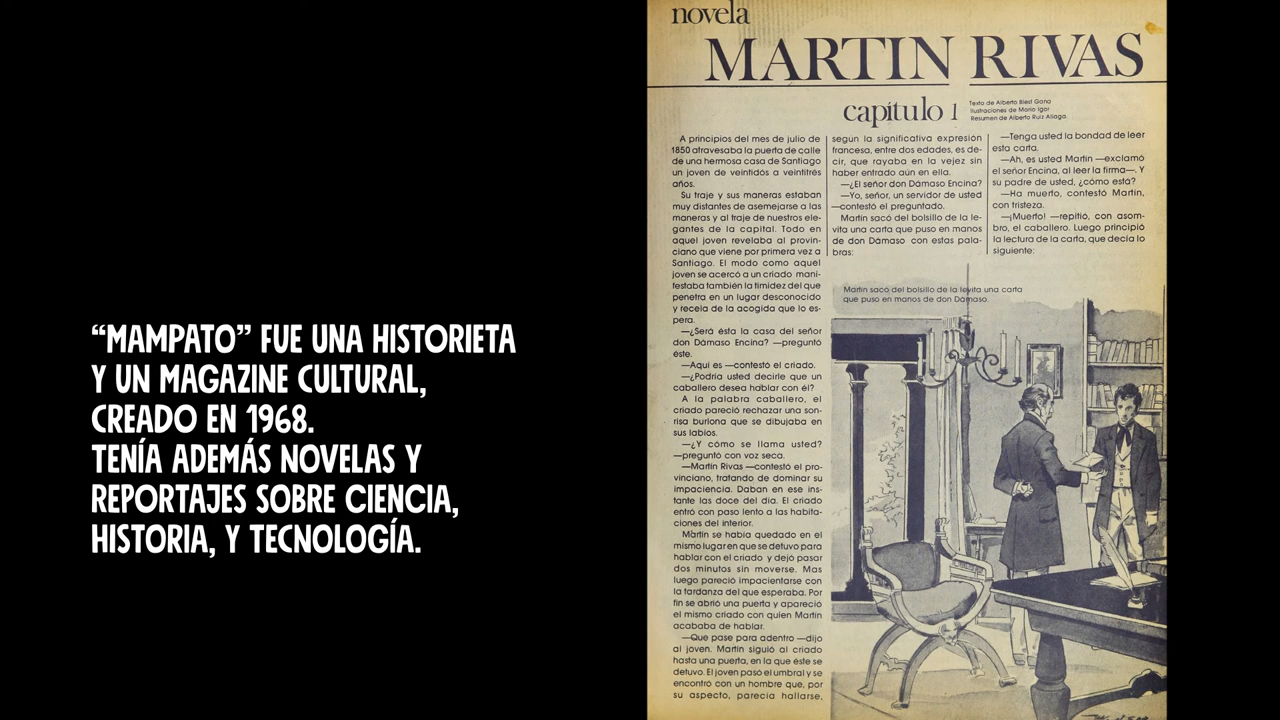 “MAMPATO” FUE UNA HISTORIETA
Y UN MAGAZINE CULTURAL,
CREADO EN 1968.
TENÍA ADEMÁS NOVELAS Y
REPORTAJES SOBRE CIENCIA,
HISTORIA, Y TECNOLOGÍA.
novela
MARTIN RIVAS
capítulo 1
Texto de Alberto Blest Gana
Ilustraciones de Mario Igor
Resumen de Alberto Ruiz Aliaga.
A principios del mes de julio de
1850 atravesaba la puerta de calle
de una hermosa casa de Santiago
un joven de veintidós a veintitrés
años.
Su traje y sus maneras estaban
muy distantes de asemejarse a las
maneras y al traje de nuestros ele-
gantes de la capital. Todo en
aquel joven revelaba al provin-
ciano que viene por primera vez a
Santiago. El modo como aquel
joven se acercó a un criado mani-
festaba también la timidez del que
penetra en un lugar desconocido
y recela de la acogida que lo es-
pera.
—¿Será ésta la casa del señor
don Dámaso Encina? —preguntó
éste.
—Aquí es —contestó el criado.
—¿Podría usted decirle que un
caballero desea hablar con él?
A la palabra caballero, el
criado pareció rechazar una son-
risa burlona que se dibujaba en
sus labios.
—¿Y cómo se llama usted?
—preguntó con voz seca.
—Martín Rivas —contestó el pro-
vinciano, tratando de dominar su
impaciencia. Daban en ese ins-
tante las doce del día. El criado
entró con paso lento a las habita-
ciones del interior.
Martín se había quedado en el
mismo lugar en que se detuvo para
hablar con el criado y dejó pasar
dos minutos sin moverse. Mas
luego pareció impacientarse con
la tardanza del que esperaba. Por
fin se abrió una puerta y apareció
el mismo criado con quien Martín
acababa de hablar.
—Que pase para adentro —dijo
al joven. Martín siguió al criado
hasta una puerta, en la que éste se
detuvo. El joven pasó el umbral y se
encontró con un hombre que, por
su aspecto, parecía hallarse,
según la significativa expresión
francesa, entre dos edades, es de-
cir, que rayaba en la vejez sin
haber entrado aún en ella.
—¿El señor don Dámaso Encina?
—Yo, señor, un servidor de usted
—contestó el preguntado.
Martín sacó del bolsillo de la le-
vita una carta que puso en manos
de don Dámaso con estas pala-
bras:
—Tenga usted la bondad de leer
esta carta.
—Ah, es usted Martín —exclamó
el señor Encina, al leer la firma—. Y
su padre de usted, ¿cómo está?
—Ha muerto, contestó Martín,
con tristeza.
—¡Muerto! —repitió, con asom-
bro, el caballero. Luego principió
la lectura de la carta, que decía lo
siguiente:
Martín sacó del bolsillo de la levita una carta
que puso en manos de don Dámaso.